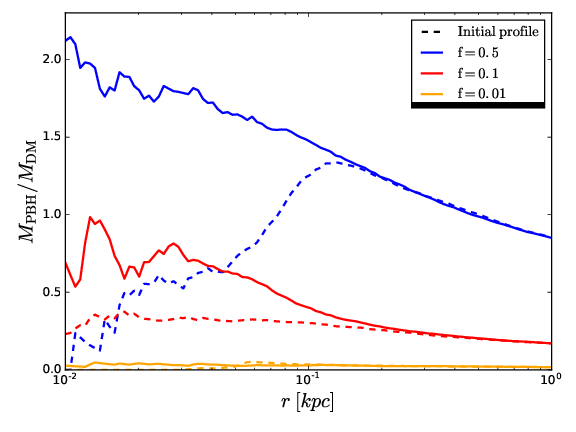 2.0
1.5
1.0
0.5
0.0
M_PBH/M_DM
Initial profile
f = 0.5
f = 0.1
f = 0.01
10^-2
10^-1
10^0
r [kpc]